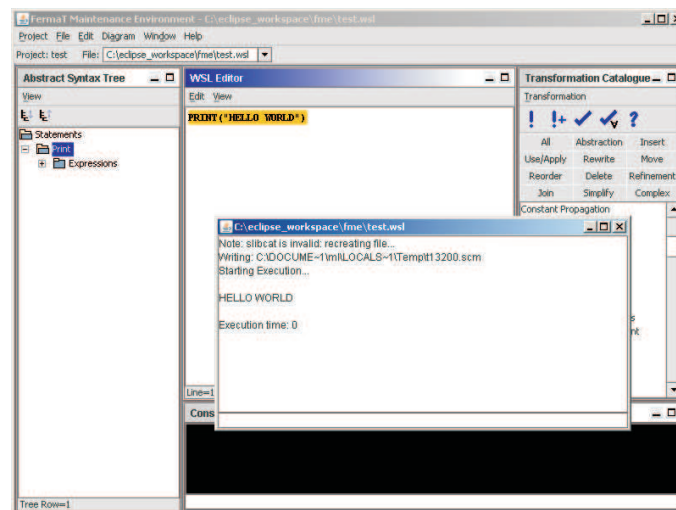 FermaT Maintenance Environment - C:\eclipse_workspace\fme\test.wsl
Project File Edit Diagram Window Help
Project: test File: C:\eclipse_workspace\fme\test.wsl
Abstract Syntax Tree
View
Statements
Print
Expressions
Tree Row=1
WSL Editor
Edit View
PRINT("HELLO WORLD")
Line=1
Transformation Catalogue
Transformation
! !+ ?
All Abstraction Insert
Use/Apply Rewrite Move
Reorder Delete Refinement
Join Simplify Complex
Constant Propagation
C:\eclipse_workspace\fme\test.wsl
Note: slibcat is invalid: recreating file...
Writing: C:\DOCUME~1\ml\LOCALS~1\Temp\t13200.scm
Starting Execution...
HELLO WORLD
Execution time: 0
s
nt
Cons